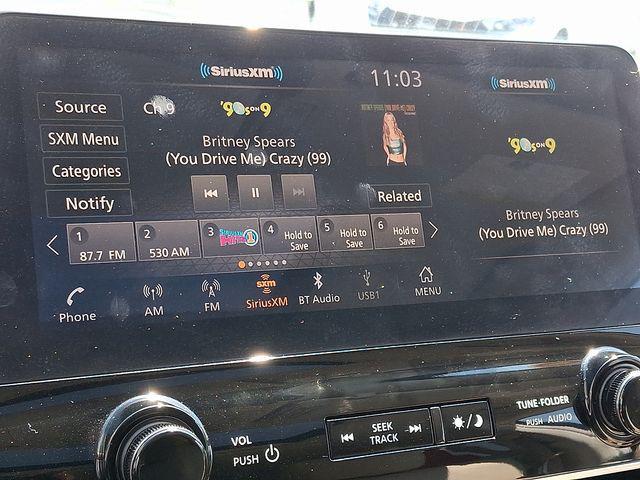 SiriusXM
11:03
SiriusXM
Source
Ch 9
'90s on 9
'90s on 9
SXM Menu
Britney Spears
(You Drive Me) Crazy (99)
Categories
Notify
Related
Britney Spears
(You Drive Me) Crazy (99)
1
87.7 FM
2
530 AM
3
4
Hold to
Save
5
Hold to
Save
6
Hold to
Save
Phone
AM
FM
sxm
SiriusXM
BT Audio
USB1
MENU
VOL
PUSH
SEEK
TRACK
TUNE·FOLDER
PUSH AUDIO